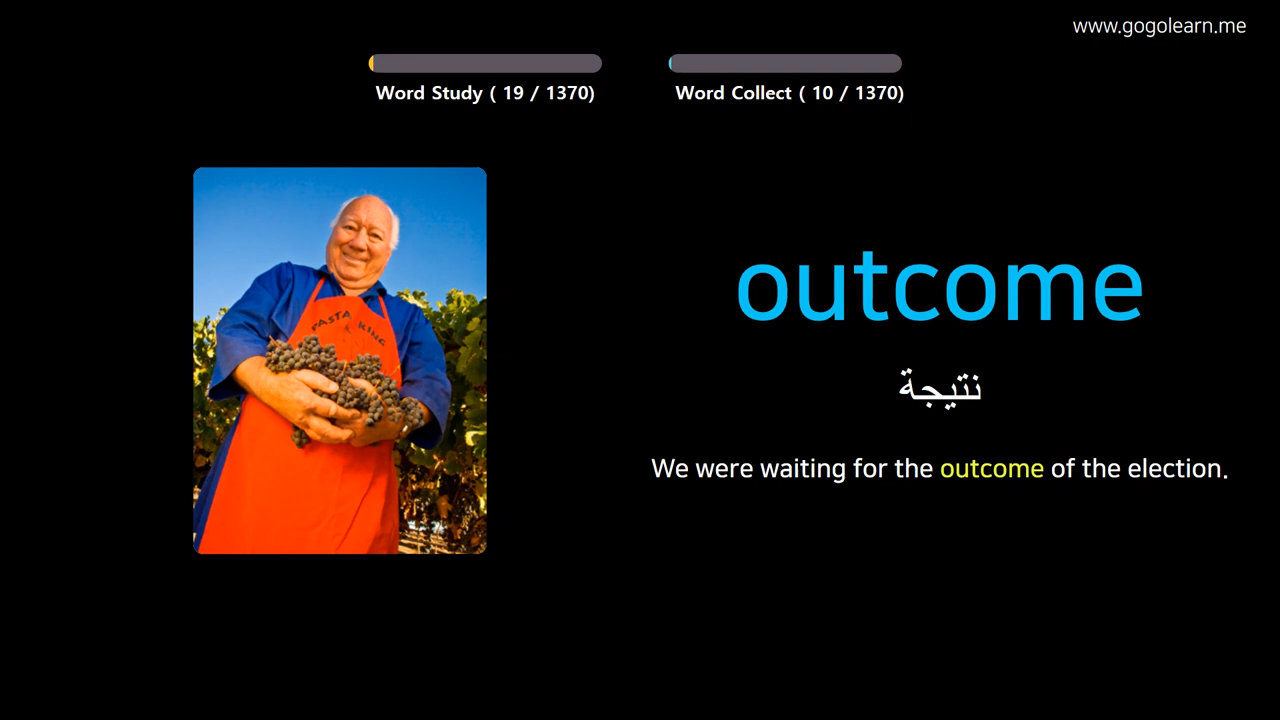 www.gogolearn.me
Word Study ( 19 / 1370)
Word Collect ( 10 / 1370)
PASTA KING
outcome
نتيجة
We were waiting for the outcome of the election.